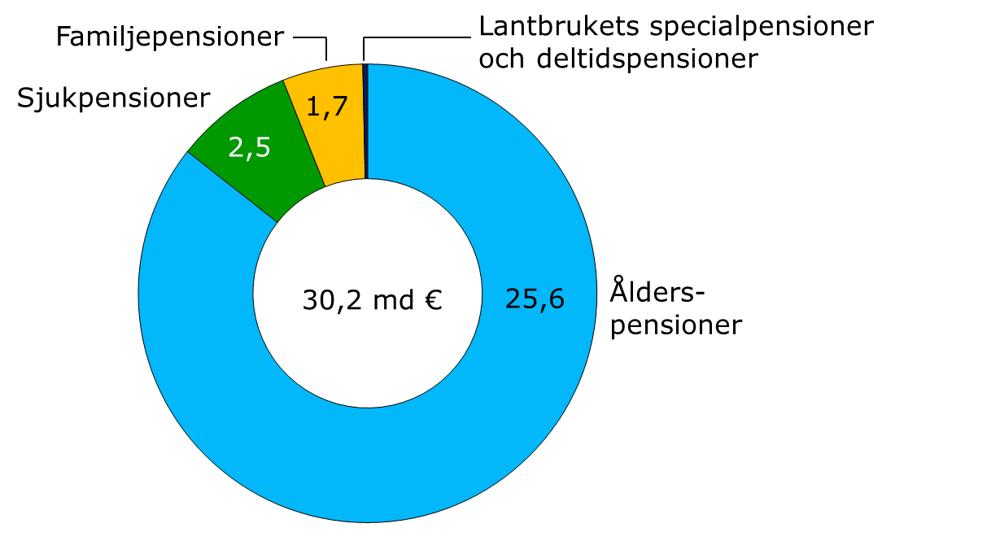 Familjepensioner
Lantbrukets specialpensioner
och deltidspensioner
Sjukpensioner
1,7
2,5
30,2 md €
25,6
Ålders-
pensioner